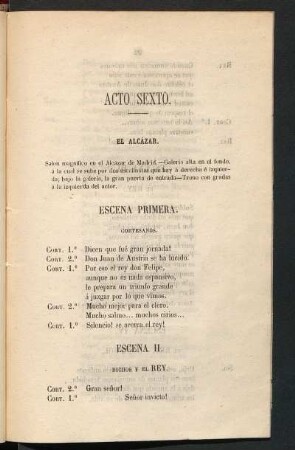 ACTO SEXTO.
EL ALCÁZAR.
Salon magnífico en el Alcázar de Madrid.—Galería alta en el fondo,
á la cual se sube por dos escalinatas que hay á derecha é izquier-
da; bajo la galería, la gran puerta de entrada.—Trono con gradas
á la izquierda del actor.
ESCENA PRIMERA.
CORTESANOS.
CORT. 1.º Dicen que fué gran jornada!
CORT. 2.º Don Juan de Austria se ha lucido.
CORT. 1.º Por eso el rey don Felipe,
aunque no es nada espansivo,
le prepara un triunfo grande
á juzgar por lo que vimos.
CORT. 2.º Mucho mejor para el clero.
Mucho salmo... muchos cirios...
CORT. 1.º Silencio! se acerca el rey!
ESCENA II.
DICHOS Y EL REY.
CORT. 2.º Gran señor!
CORT. 1.º Señor invicto!